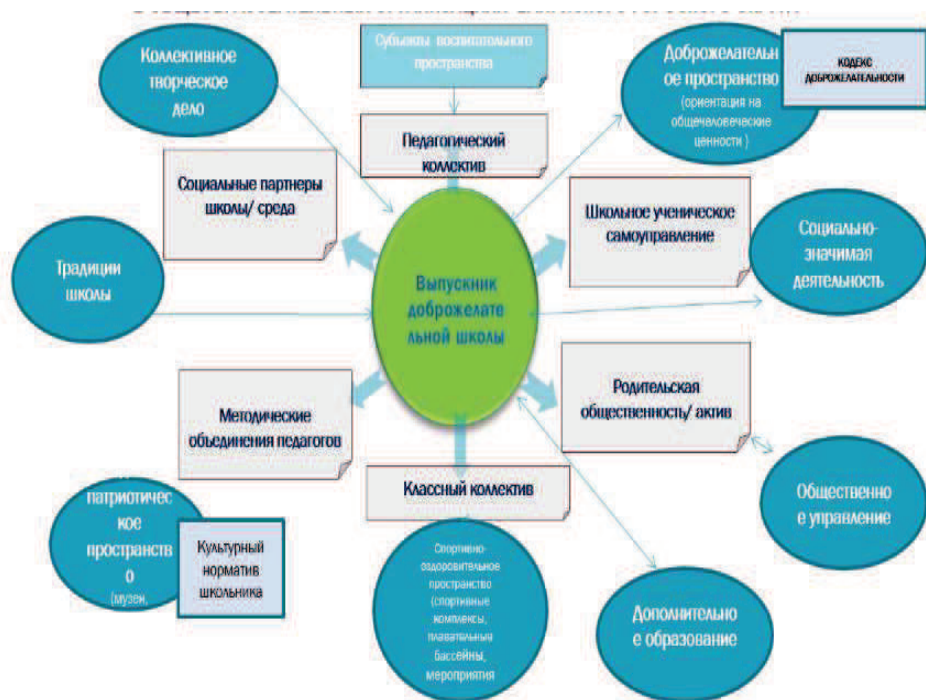 Коллективное
творческое
дело
Субъекты воспитательного
пространства
Доброжелательн
ое пространство
(ориентация на
общечеловеческие
ценности )
КОДЕКС
ДОБРОЖЕЛАТЕЛЬНОСТИ
Педагогический
коллектив
Социальные партнеры
школы/ среда
Школьное ученическое
самоуправление
Традиции
школы
Выпускник
доброжелате
льной школы
Социально-
значимая
деятельность
Методические
объединения педагогов
Родительская
общественность/ актив
Классный коллектив
патриотичес
кое
пространств
о
(музеи,
Культурный
норматив
школьника
Спортивно-
оздоровительное
пространство
(спортивные
комплексы,
плавательные
бассейны,
мероприятия
Дополнительно
е образование
Общественно
е управление